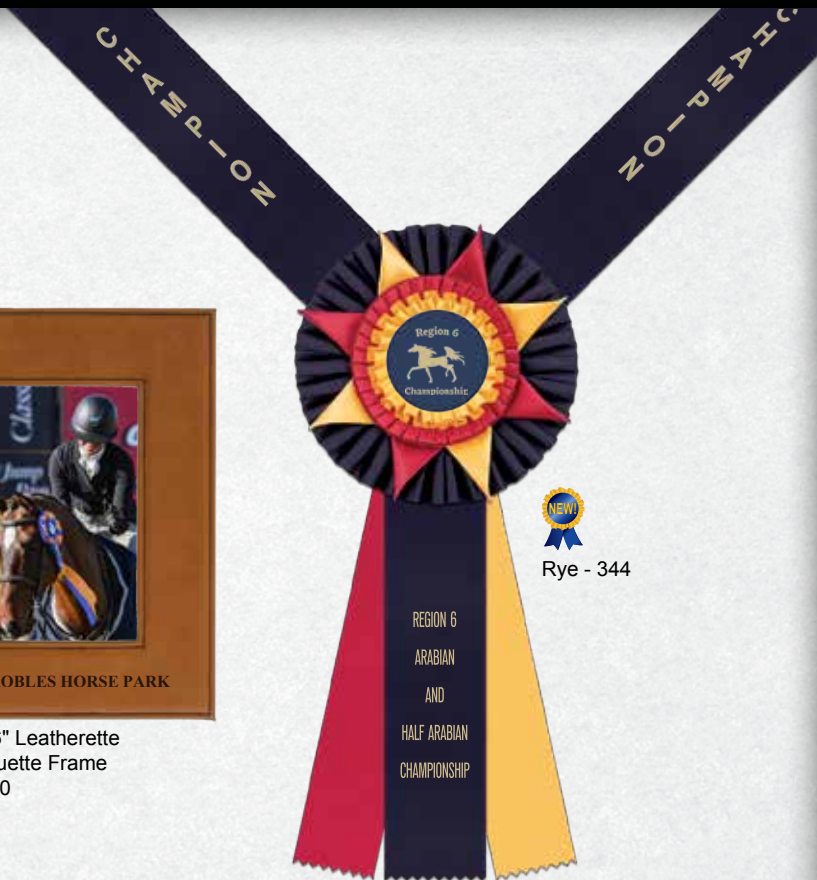 CHAMPION
CHAMPION
Region 6
Championship
NEW!
Rye - 344
REGION 6
ARABIAN
AND
HALF ARABIAN
CHAMPIONSHIP
OBLES HORSE PARK
" Leatherette
uette Frame
0